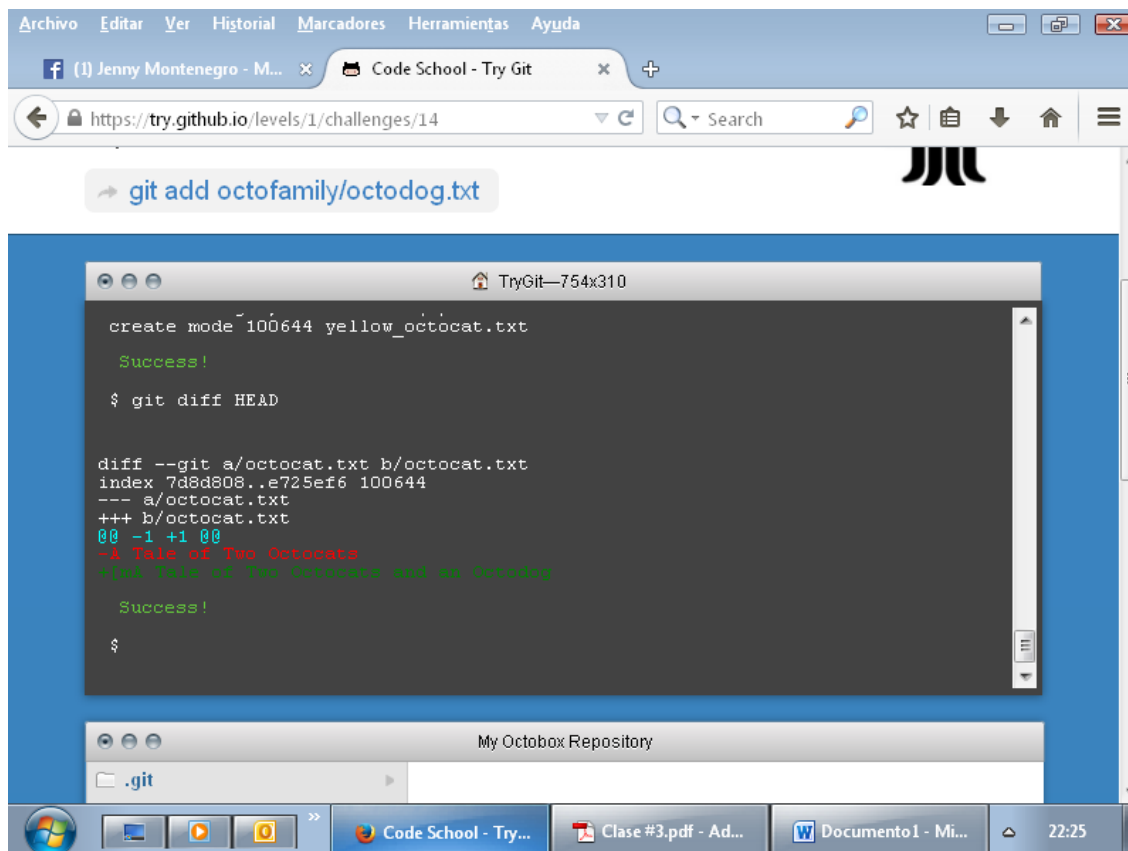 Archivo Editar Ver Historial Marcadores Herramientas Ayuda
(1) Jenny Montenegro - M... Code School - Try Git
https://try.github.io/levels/1/challenges/14 Search
git add octofamily/octodog.txt
TryGit—754x310
create mode 100644 yellow_octocat.txt
Success!
$ git diff HEAD
diff --git a/octocat.txt b/octocat.txt
index 7d8d808..e725ef6 100644
--- a/octocat.txt
+++ b/octocat.txt
@@ -1 +1 @@
-A Tale of Two Octocats
+[mA Tale of Two Octocats and an Octodog
Success!
$
My Octobox Repository
.git
Code School - Try... Clase #3.pdf - Ad... Documento1 - Mi... 22:25